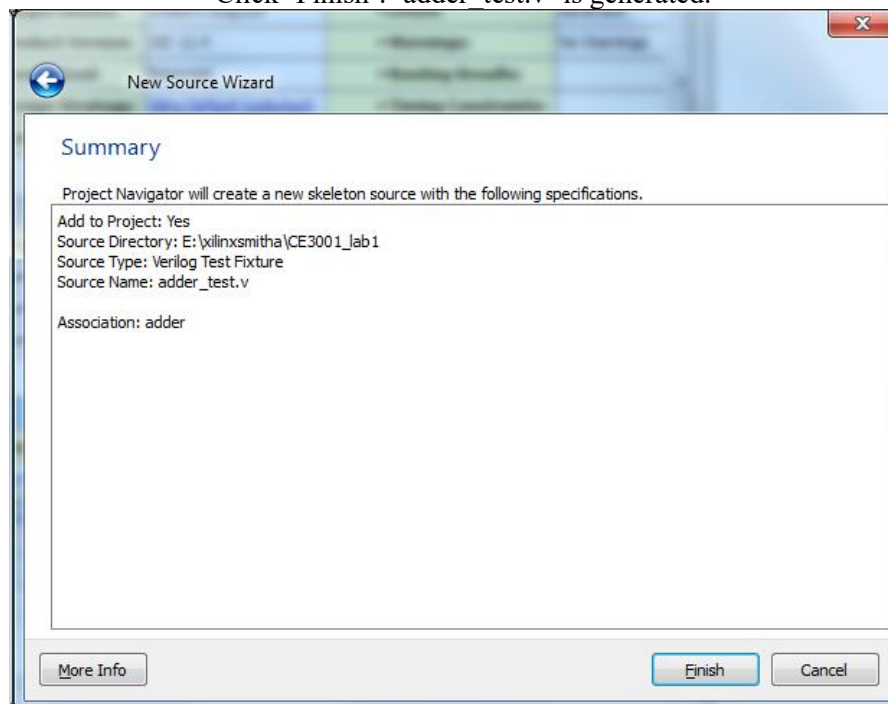 Click "Finish". "adder_test.v" is generated.
New Source Wizard
Summary
Project Navigator will create a new skeleton source with the following specifications.
Add to Project: Yes
Source Directory: E:\xilinxsmitha\CE3001_lab1
Source Type: Verilog Test Fixture
Source Name: adder_test.v
Association: adder
More Info
Finish
Cancel